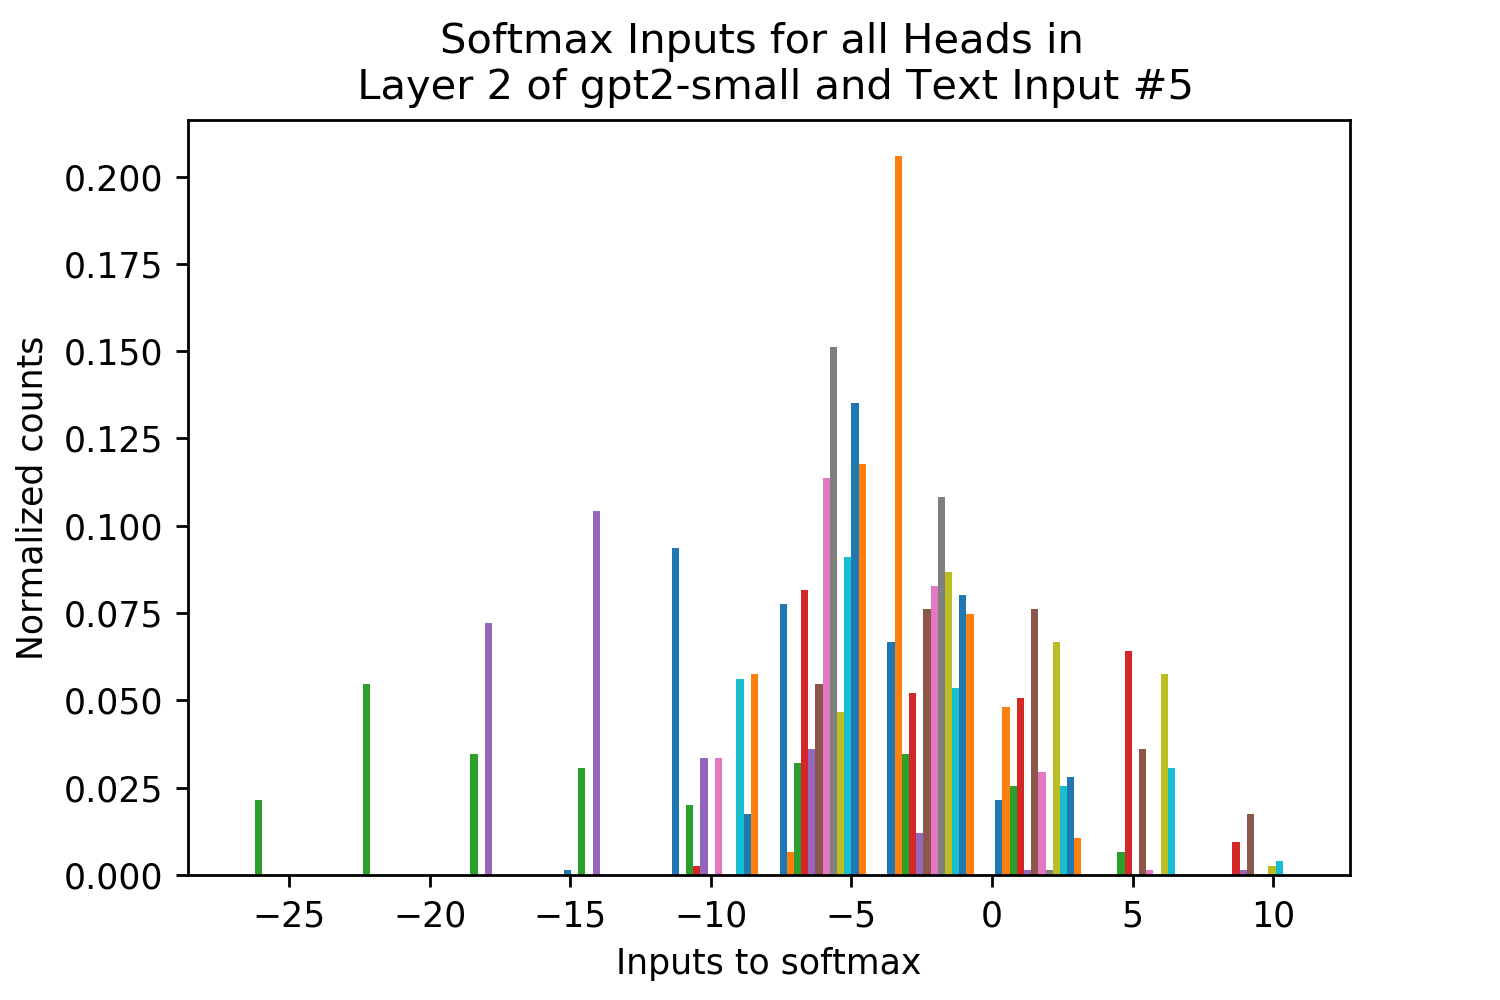 Softmax Inputs for all Heads in
Layer 2 of gpt2-small and Text Input #5
Normalized counts
0.200
0.175
0.150
0.125
0.100
0.075
0.050
0.025
0.000
−25 −20 −15 −10 −5 0 5 10
Inputs to softmax